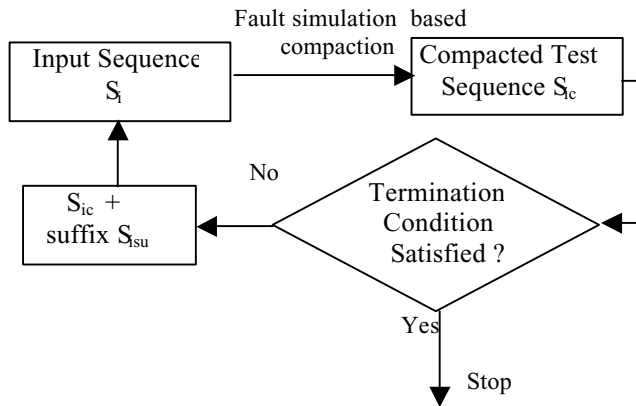 Fault simulation based
compaction
Input Sequence
Si
Compacted Test
Sequence Sic
No
Termination
Condition
Satisfied ?
Sic +
suffix Sisu
Yes
Stop